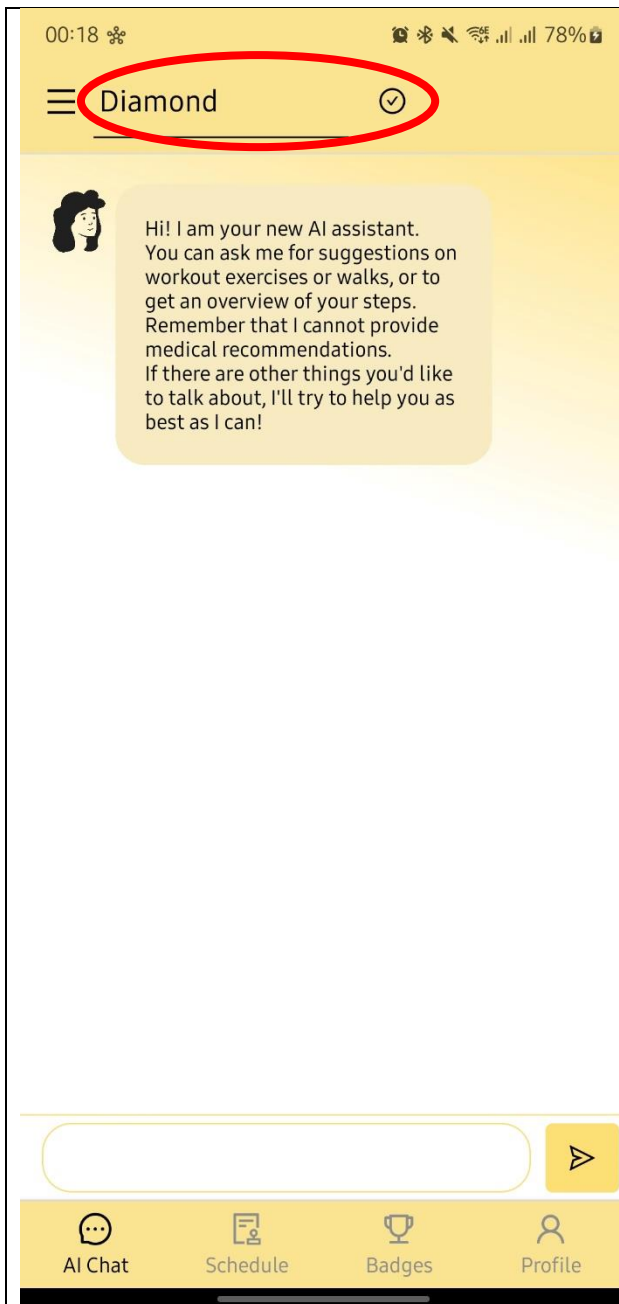 00:18 78%
Diamond
Hi! I am your new AI assistant.
You can ask me for suggestions on
workout exercises or walks, or to
get an overview of your steps.
Remember that I cannot provide
medical recommendations.
If there are other things you'd like
to talk about, I'll try to help you as
best as I can!
AI Chat Schedule Badges Profile